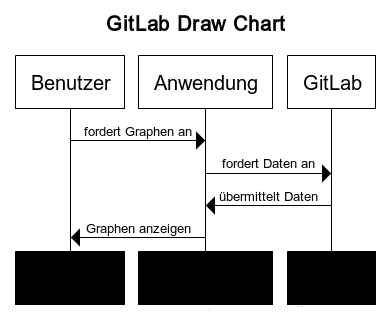 GitLab Draw Chart
Benutzer
Anwendung
GitLab
fordert Graphen an
fordert Daten an
übermittelt Daten
Graphen anzeigen